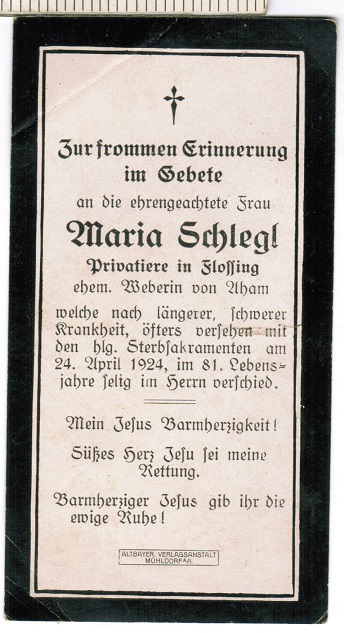 Zur frommen Erinnerung
im Gebete
an die ehrengeachtete Frau
Maria Schlegl
Privatiere in Flossing
ehem. Weberin von Aham
welche nach längerer, schwerer
Krankheit, öfters versehen mit
den hlg. Sterbsakramenten am
24. April 1924, im 81. Lebens-
jahre selig im Herrn verschied.
Mein Jesus Barmherzigkeit!
Süßes Herz Jesu sei meine
Rettung.
Barmherziger Jesus gib ihr die
ewige Ruhe!
ALTBAYER. VERLAGSANSTALT
MÜHLDORF A/I.